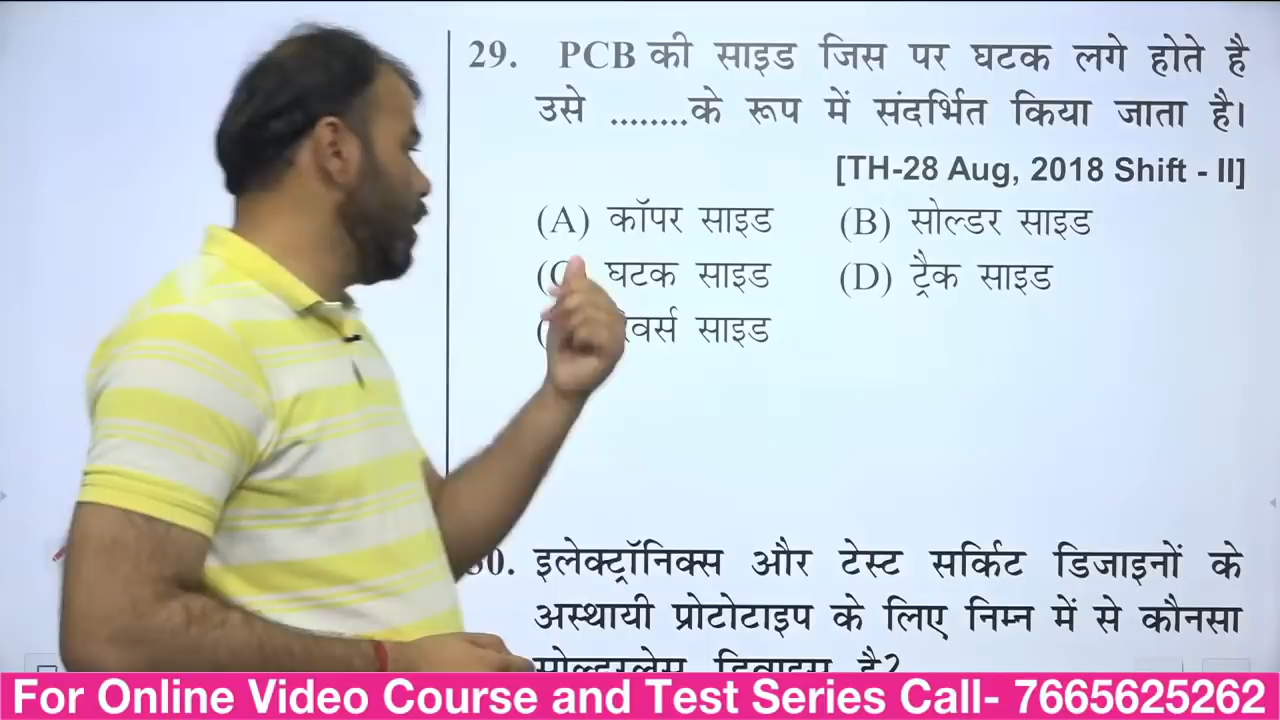 29. PCB की साइड जिस पर घटक लगे होते है
उसे ........के रूप में संदर्भित किया जाता है।
[TH-28 Aug, 2018 Shift - II]
(A) कॉपर साइड (B) सोल्डर साइड
घटक साइड (D) ट्रैक साइड
साइड
इलेक्ट्रॉनिक्स और टेस्ट सर्किट डिजाइनों के
अस्थायी प्रोटोटाइप के लिए निम्न में से कौनसा
For Online Video Course and Test Series Call- 7665625262